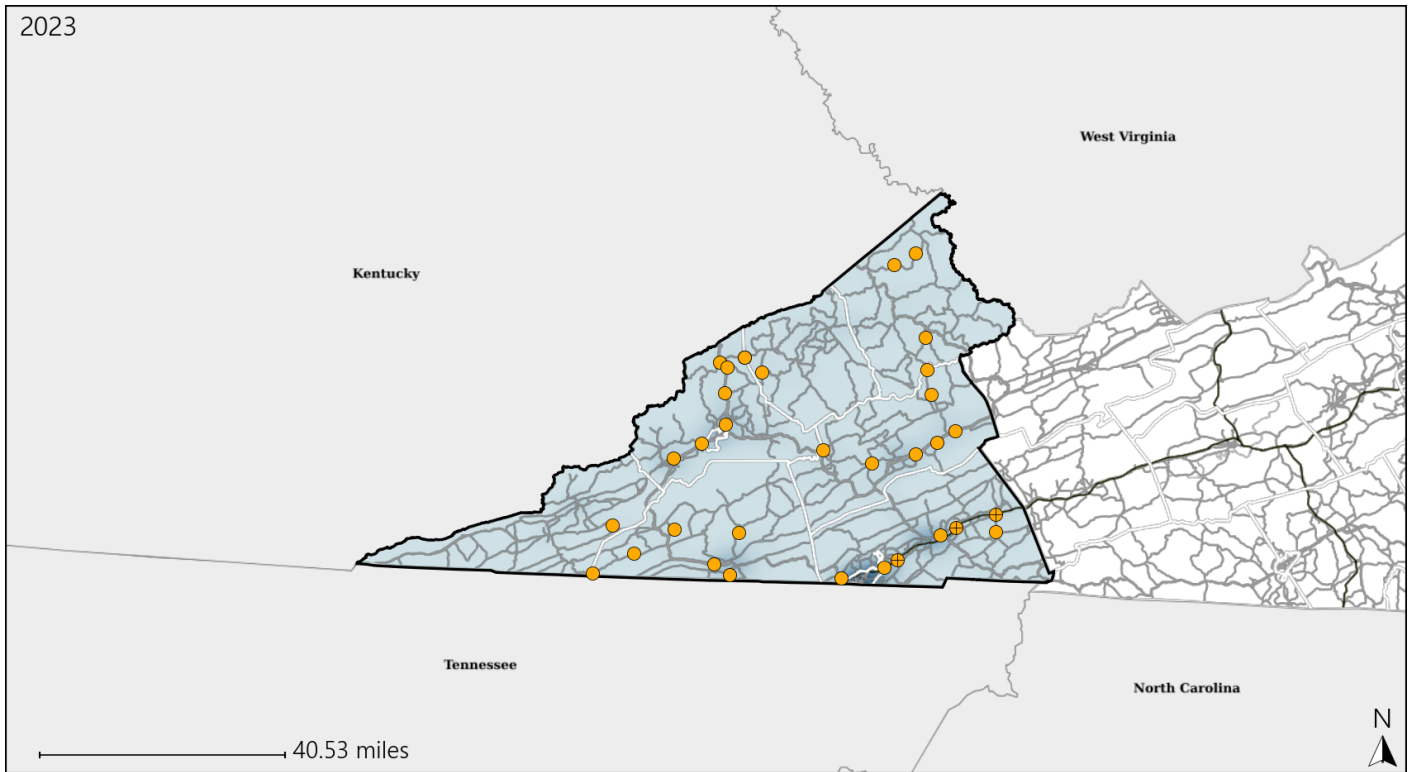 2023
West Virginia
Kentucky
Tennessee
North Carolina
N
40.53 miles